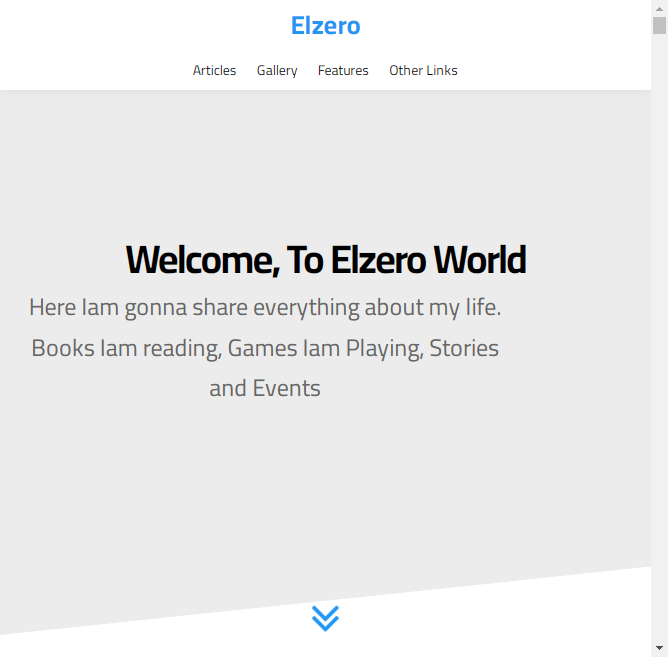 Elzero
Articles Gallery Features Other Links
Welcome, To Elzero World
Here Iam gonna share everything about my life.
Books Iam reading, Games Iam Playing, Stories
and Events